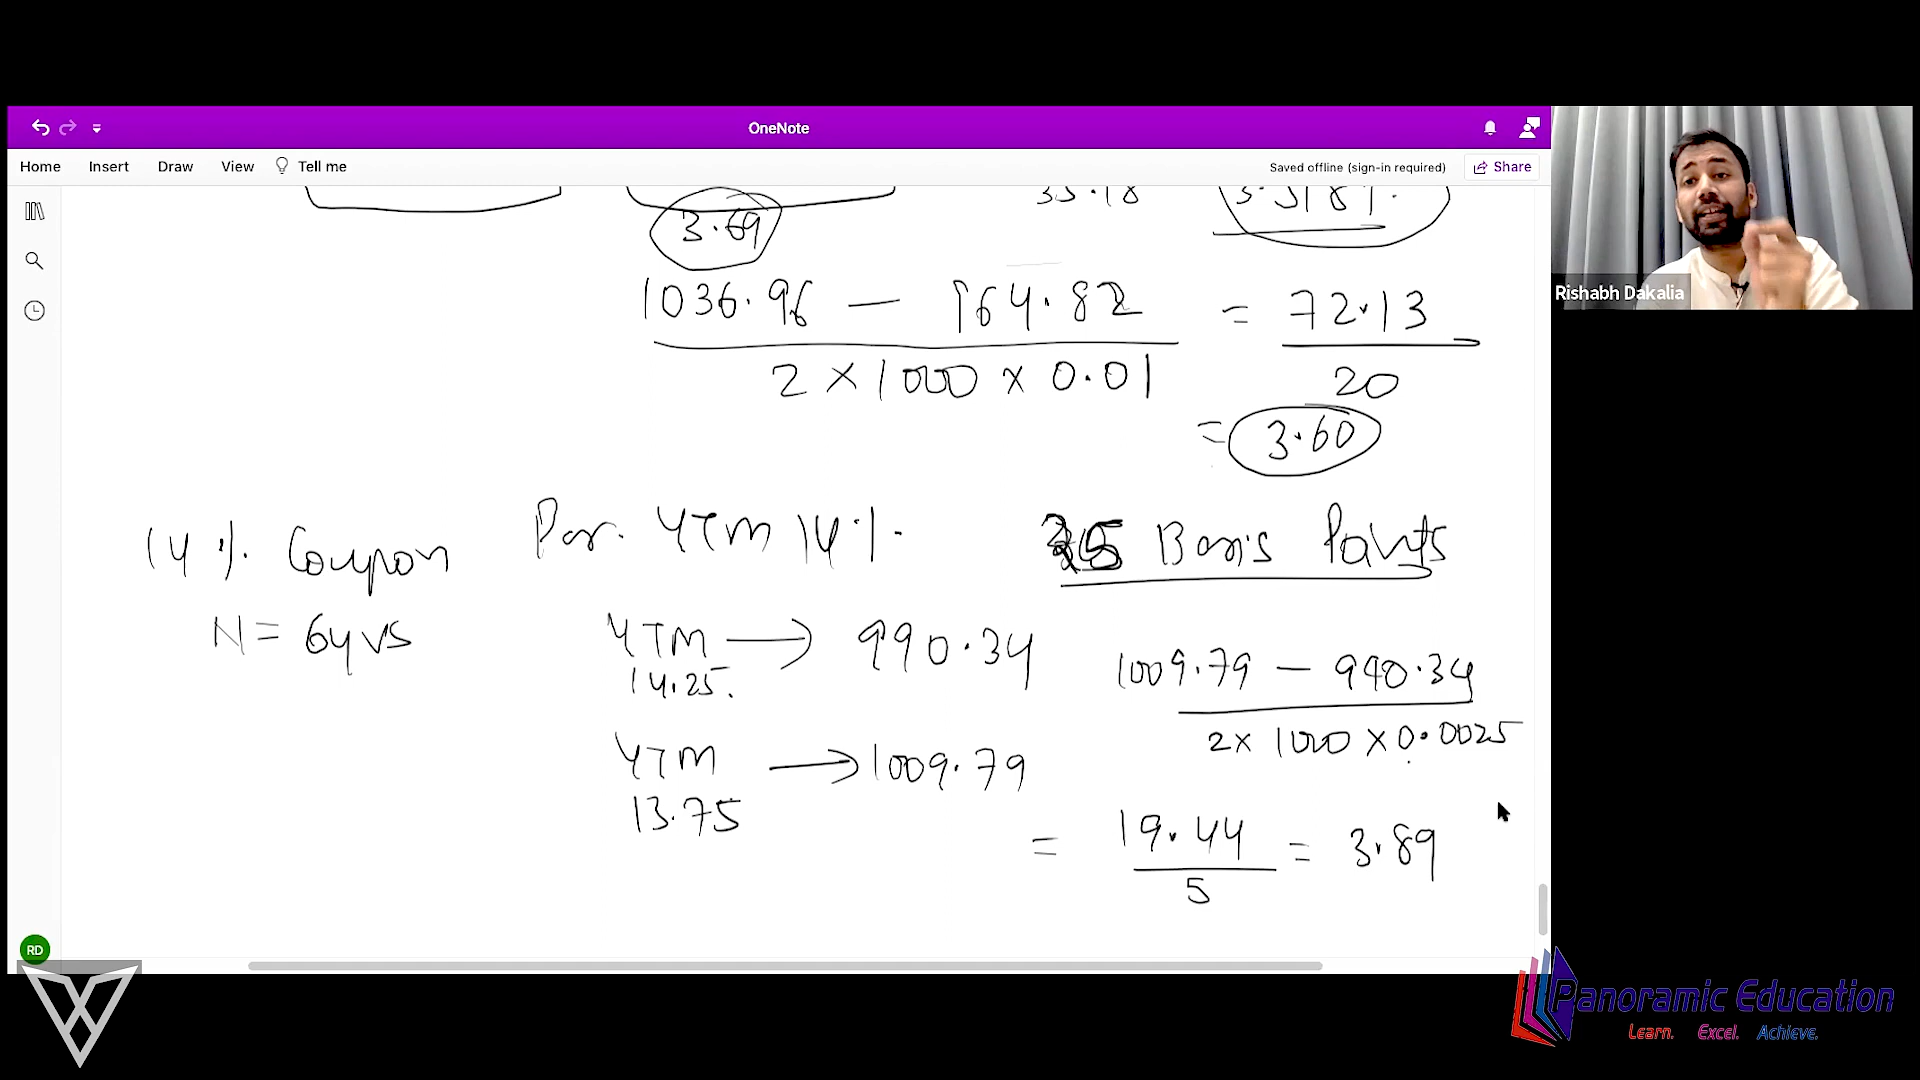 OneNote
Home Insert Draw View Tell me
Saved offline (sign-in required) Share
Rishabh Dakalia
3.69
35.18
1036.96 — 964.82 = 72.13
2 × 1000 × 0.01 20
= 3.60
14%. Coupon Par. YTM 14%. Basis Points
N = 6yrs
YTM → 990.34
14.25.
1009.79 — 990.34
2 × 1000 × 0.0025
YTM → 1009.79
13.75
= 19.44 = 3.89
5
RD
Panoramic Education
Learn. Excel. Achieve.